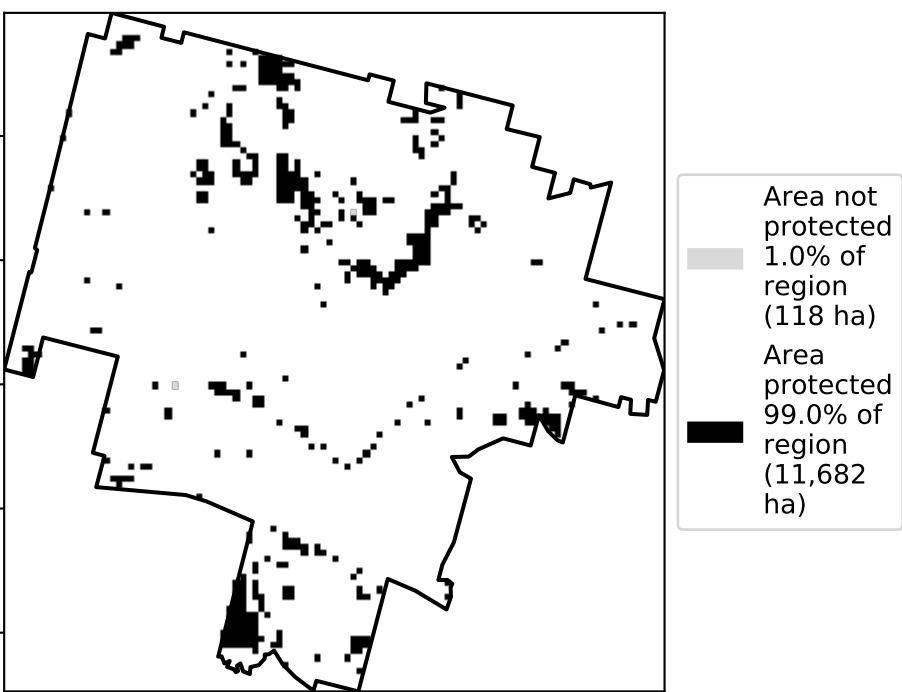 Area not
protected
1.0% of
region
(118 ha)
Area
protected
99.0% of
region
(11,682
ha)